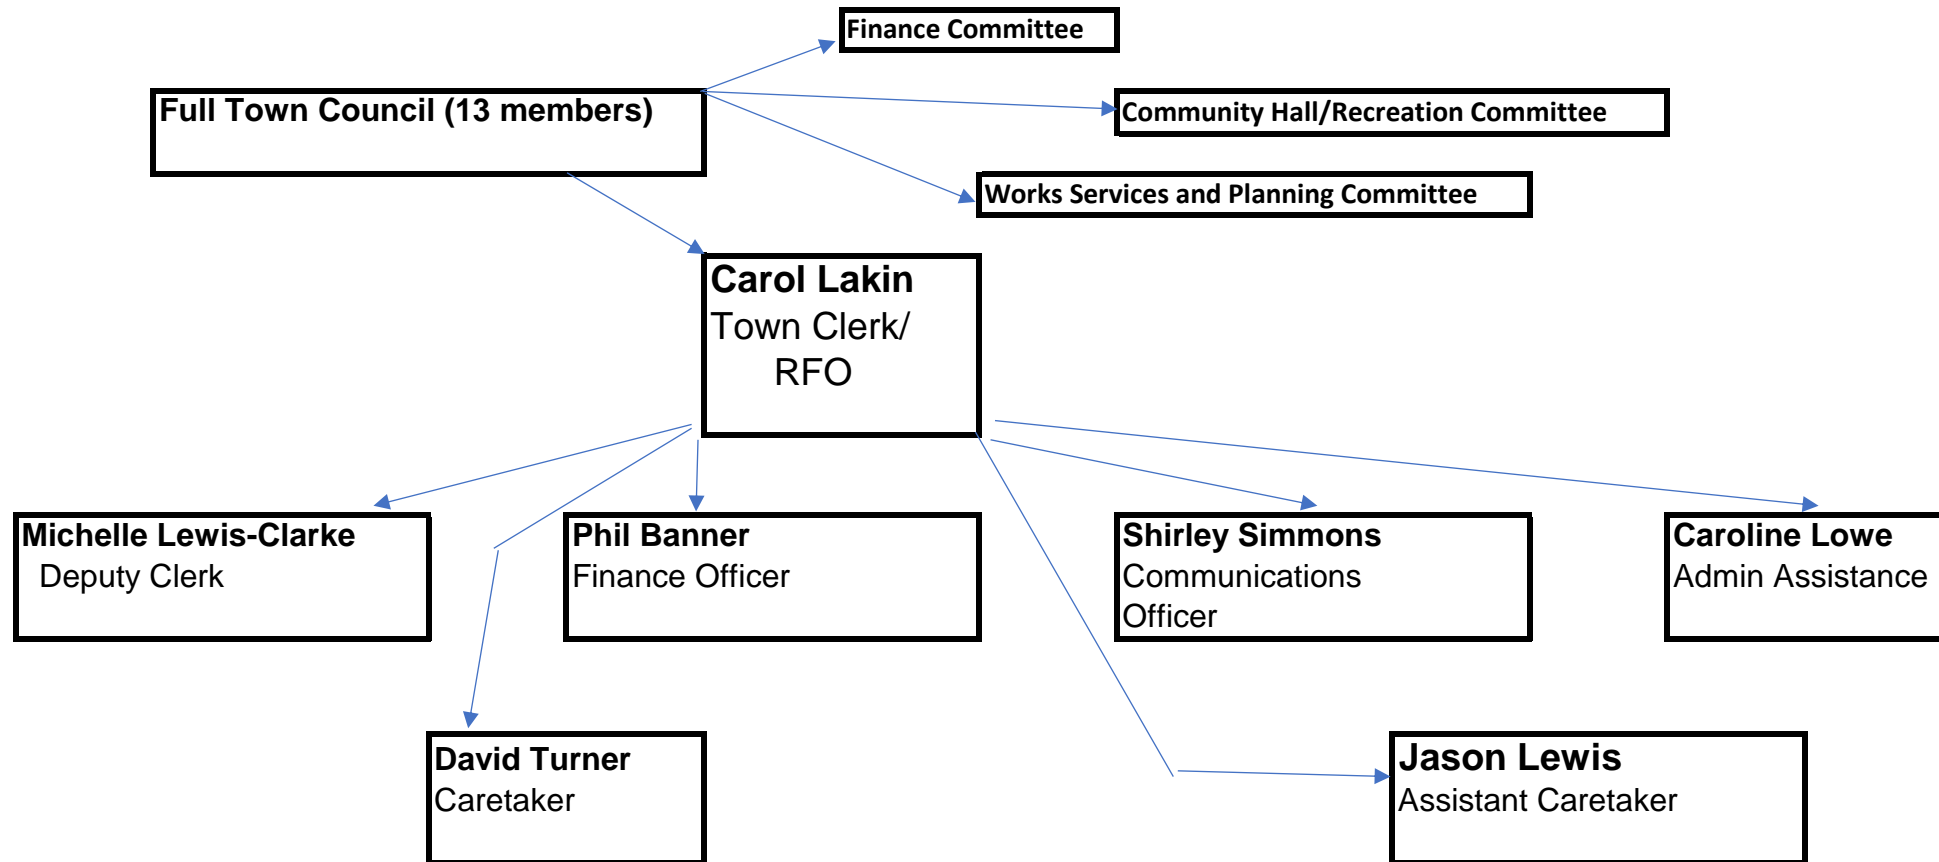 Finance Committee
Full Town Council (13 members)
Community Hall/Recreation Committee
Works Services and Planning Committee
Carol Lakin
Town Clerk/
RFO
Michelle Lewis-Clarke
Deputy Clerk
Phil Banner
Finance Officer
Shirley Simmons
Communications
Officer
Caroline Lowe
Admin Assistance
David Turner
Caretaker
Jason Lewis
Assistant Caretaker